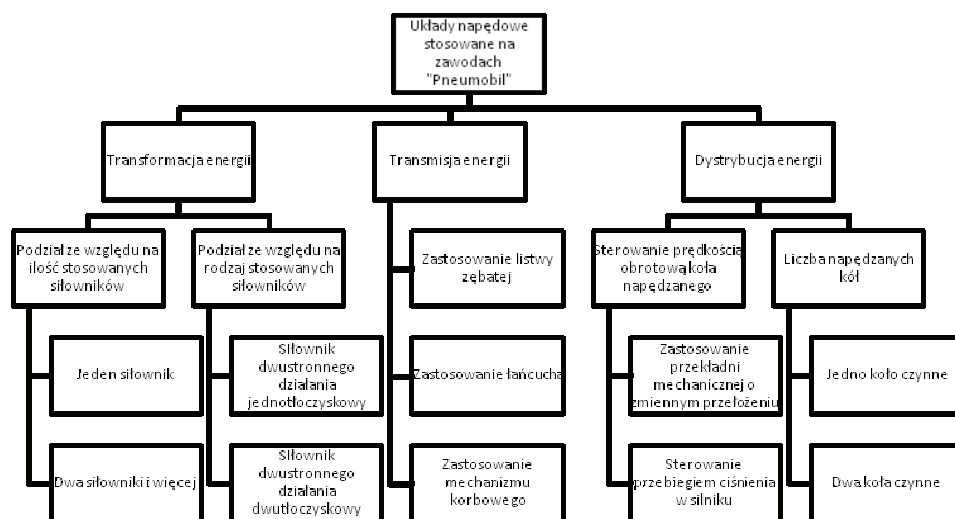 Układy napędowe
stosowane na
zawodach
"Pneumobil"
Transformacja energii
Transmisja energii
Dystrybucja energii
Podział ze względu na
ilość stosowanych
siłowników
Podział ze względu na
rodzaj stosowanych
siłowników
Zastosowanie listwy
zębatej
Sterowanie prędkością
obrotową koła
napędzanego
Liczba napędzanych
kół
Jeden siłownik
Siłownik
dwustronnego
działania
jednotłoczyskowy
Zastosowanie łańcucha
Zastosowanie
przekładni
mechanicznej o
zmiennym przełożeniu
Jedno koło czynne
Dwa siłowniki i więcej
Siłownik
dwustronnego
działania
dwutłoczyskowy
Zastosowanie
mechanizmu
korbowego
Sterowanie
przebiegiem ciśnienia
w silniku
Dwa koła czynne